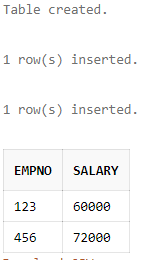 Table created.
1 row(s) inserted.
1 row(s) inserted.
EMPNO SALARY
123 60000
456 72000